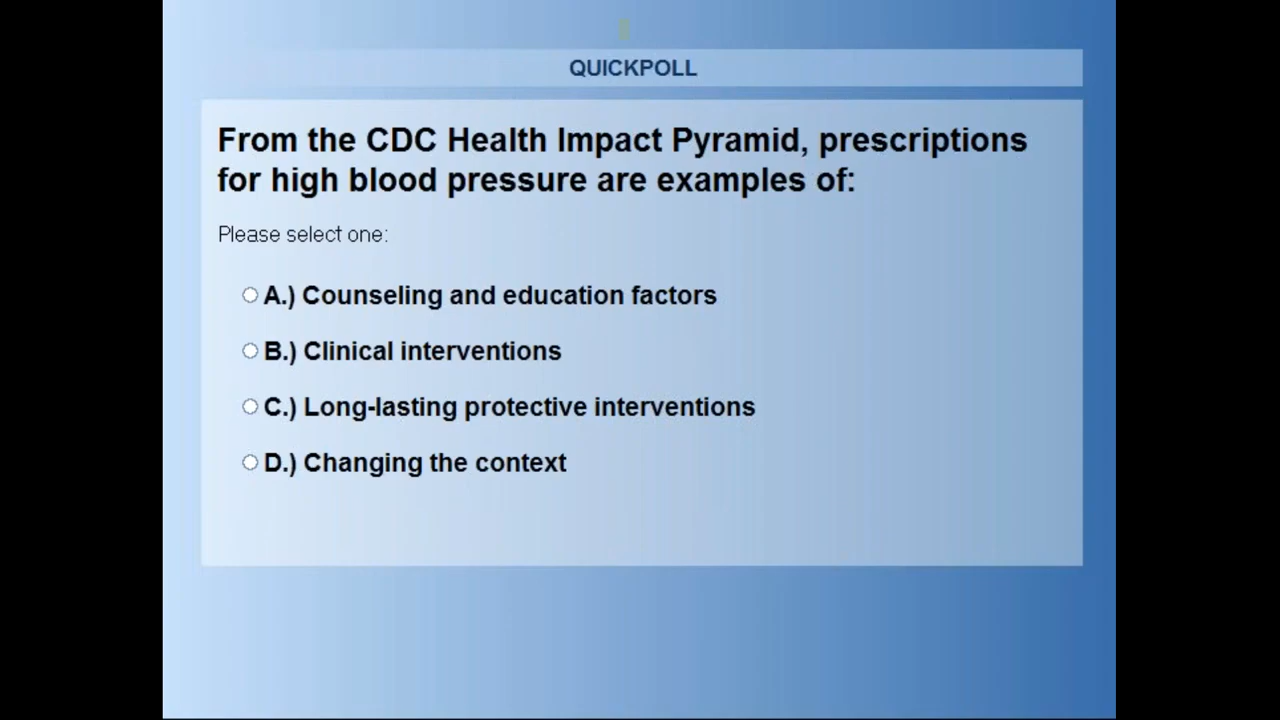 QUICKPOLL
From the CDC Health Impact Pyramid, prescriptions
for high blood pressure are examples of:
Please select one:
A.) Counseling and education factors
B.) Clinical interventions
C.) Long-lasting protective interventions
D.) Changing the context